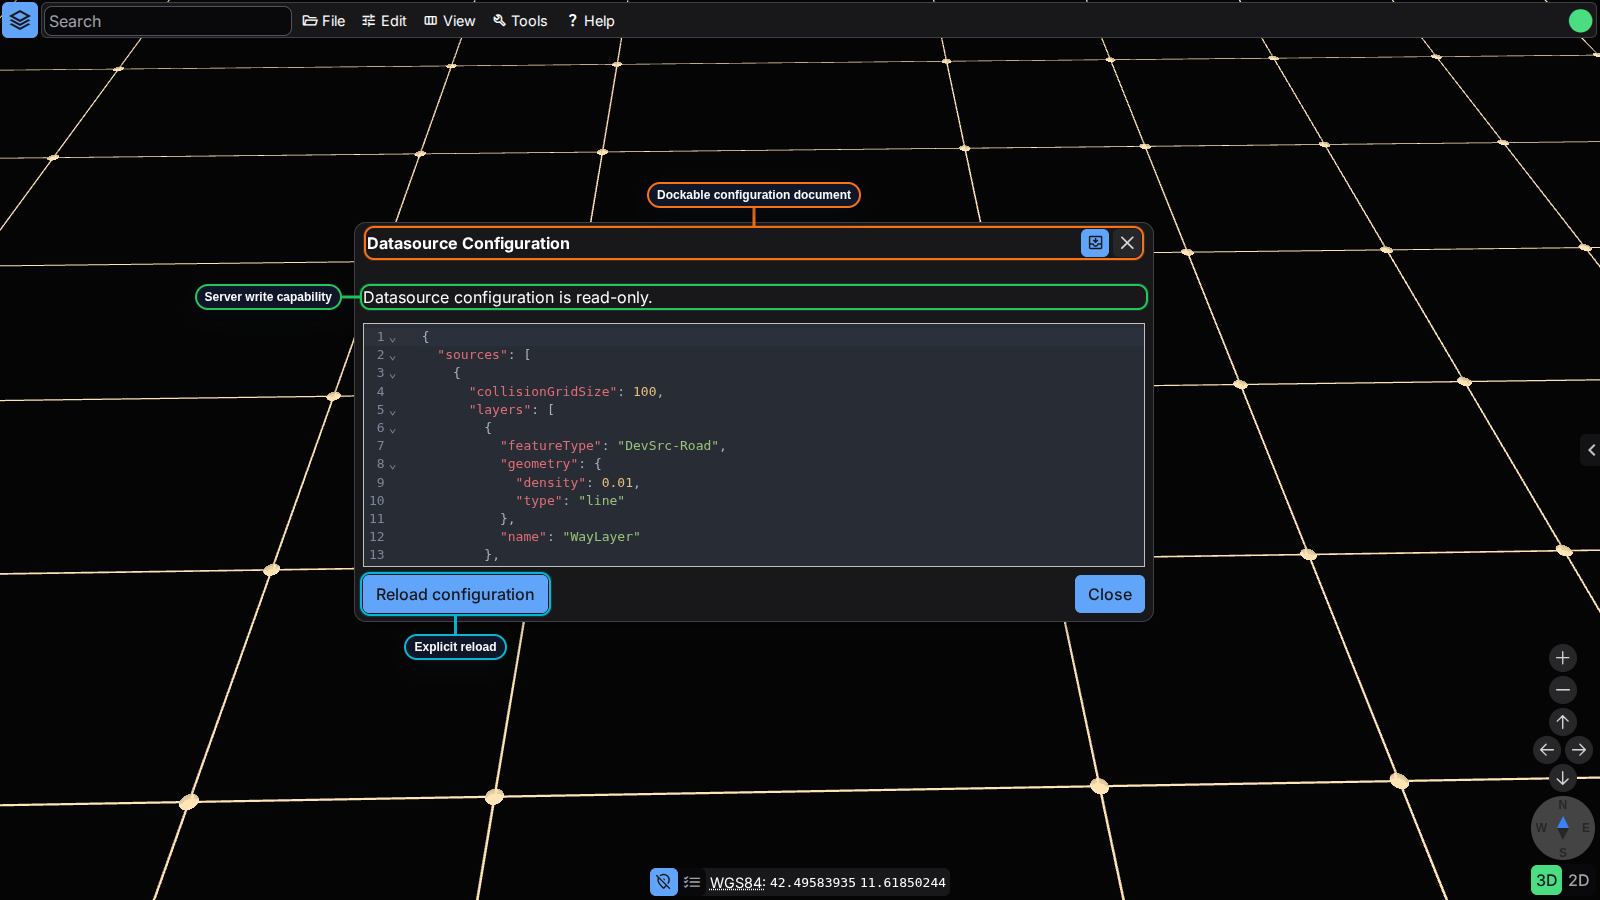 Search
File
Edit
View
Tools
? Help
Dockable configuration document
Datasource Configuration
Server write capability
Datasource configuration is read-only.
1 {
2 "sources": [
3 {
4 "collisionGridSize": 100,
5 "layers": [
6 {
7 "featureType": "DevSrc-Road",
8 "geometry": {
9 "density": 0.01,
10 "type": "line"
11 },
12 "name": "WayLayer"
13 },
Reload configuration
Close
Explicit reload
N
W E
S
WGS84: 42.49583935 11.61850244
3D 2D